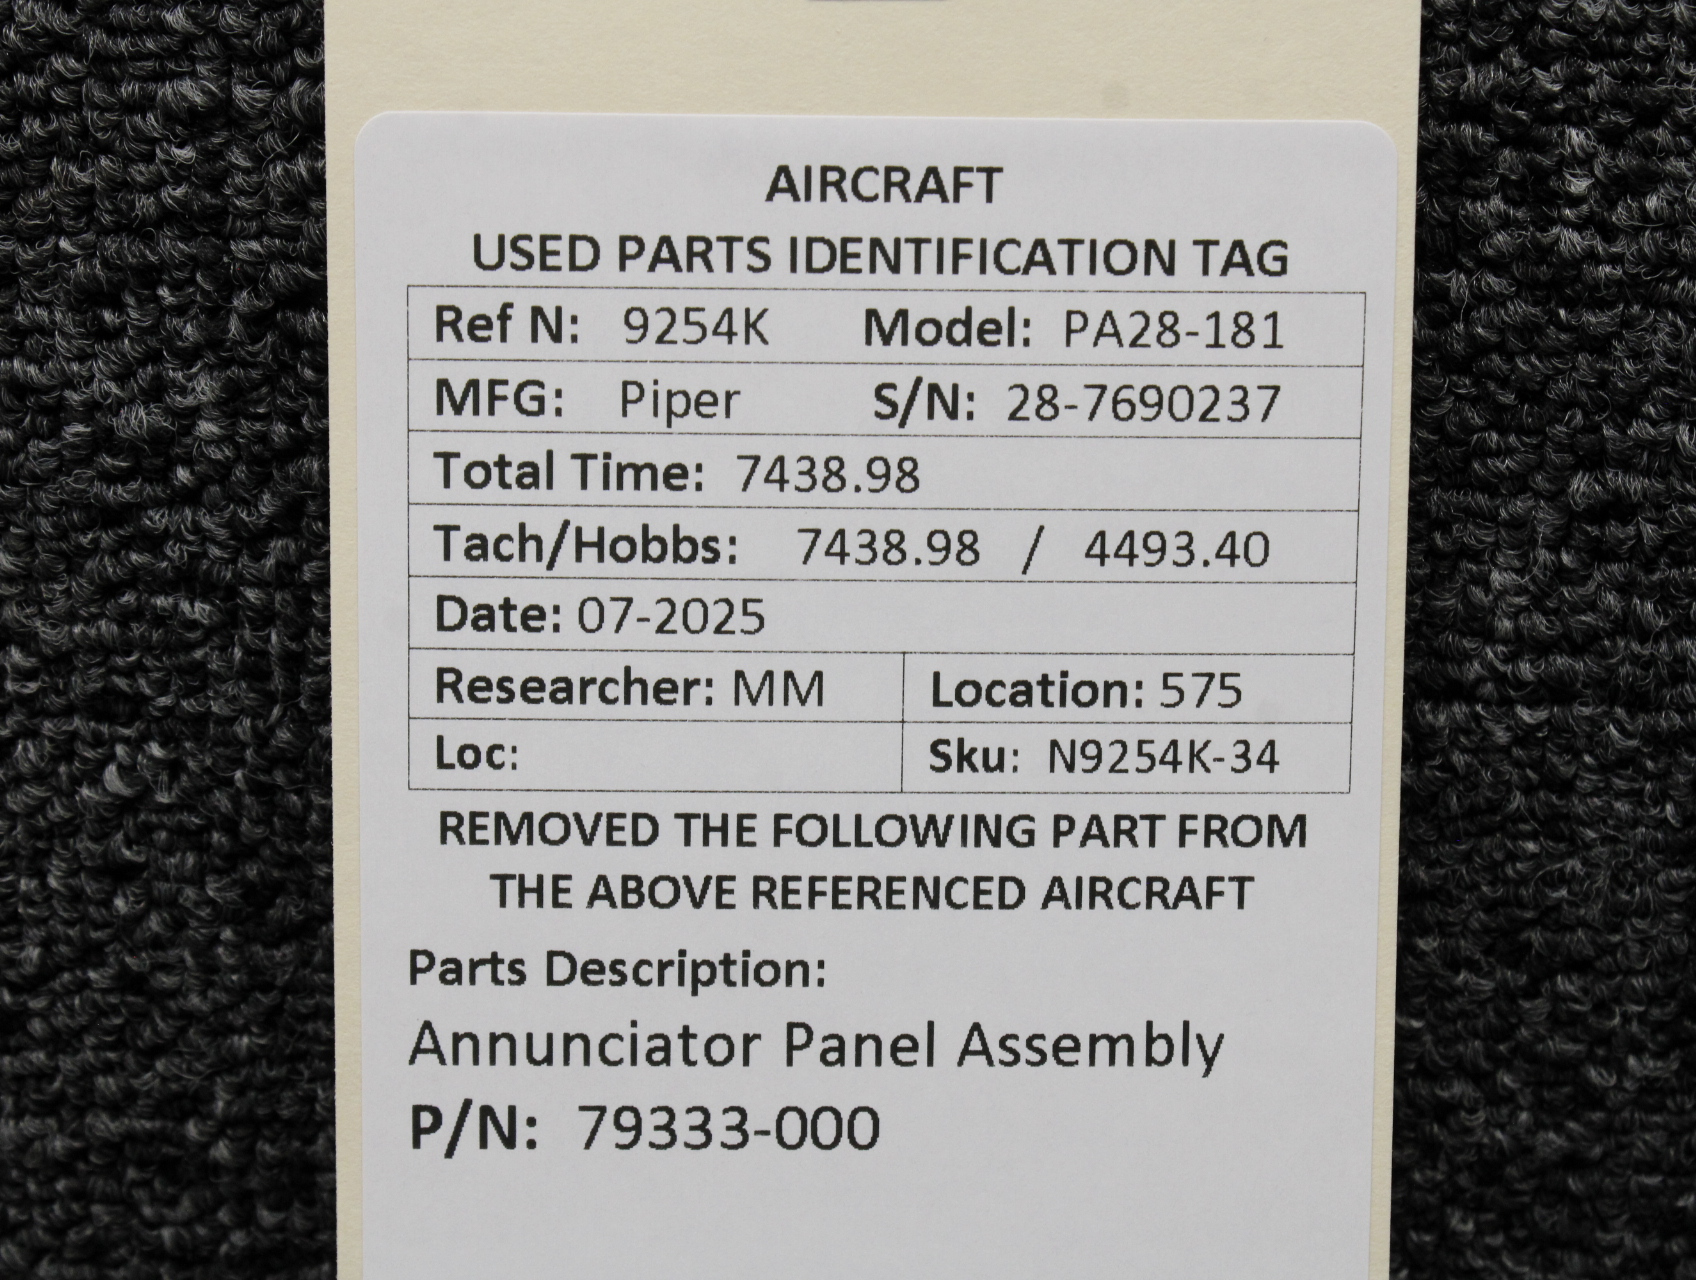 AIRCRAFT
USED PARTS IDENTIFICATION TAG
Ref N: 9254K Model: PA28-181
MFG: Piper S/N: 28-7690237
Total Time: 7438.98
Tach/Hobbs: 7438.98 / 4493.40
Date: 07-2025
Researcher: MM Location: 575
Loc: Sku: N9254K-34
REMOVED THE FOLLOWING PART FROM
THE ABOVE REFERENCED AIRCRAFT
Parts Description:
Annunciator Panel Assembly
P/N: 79333-000